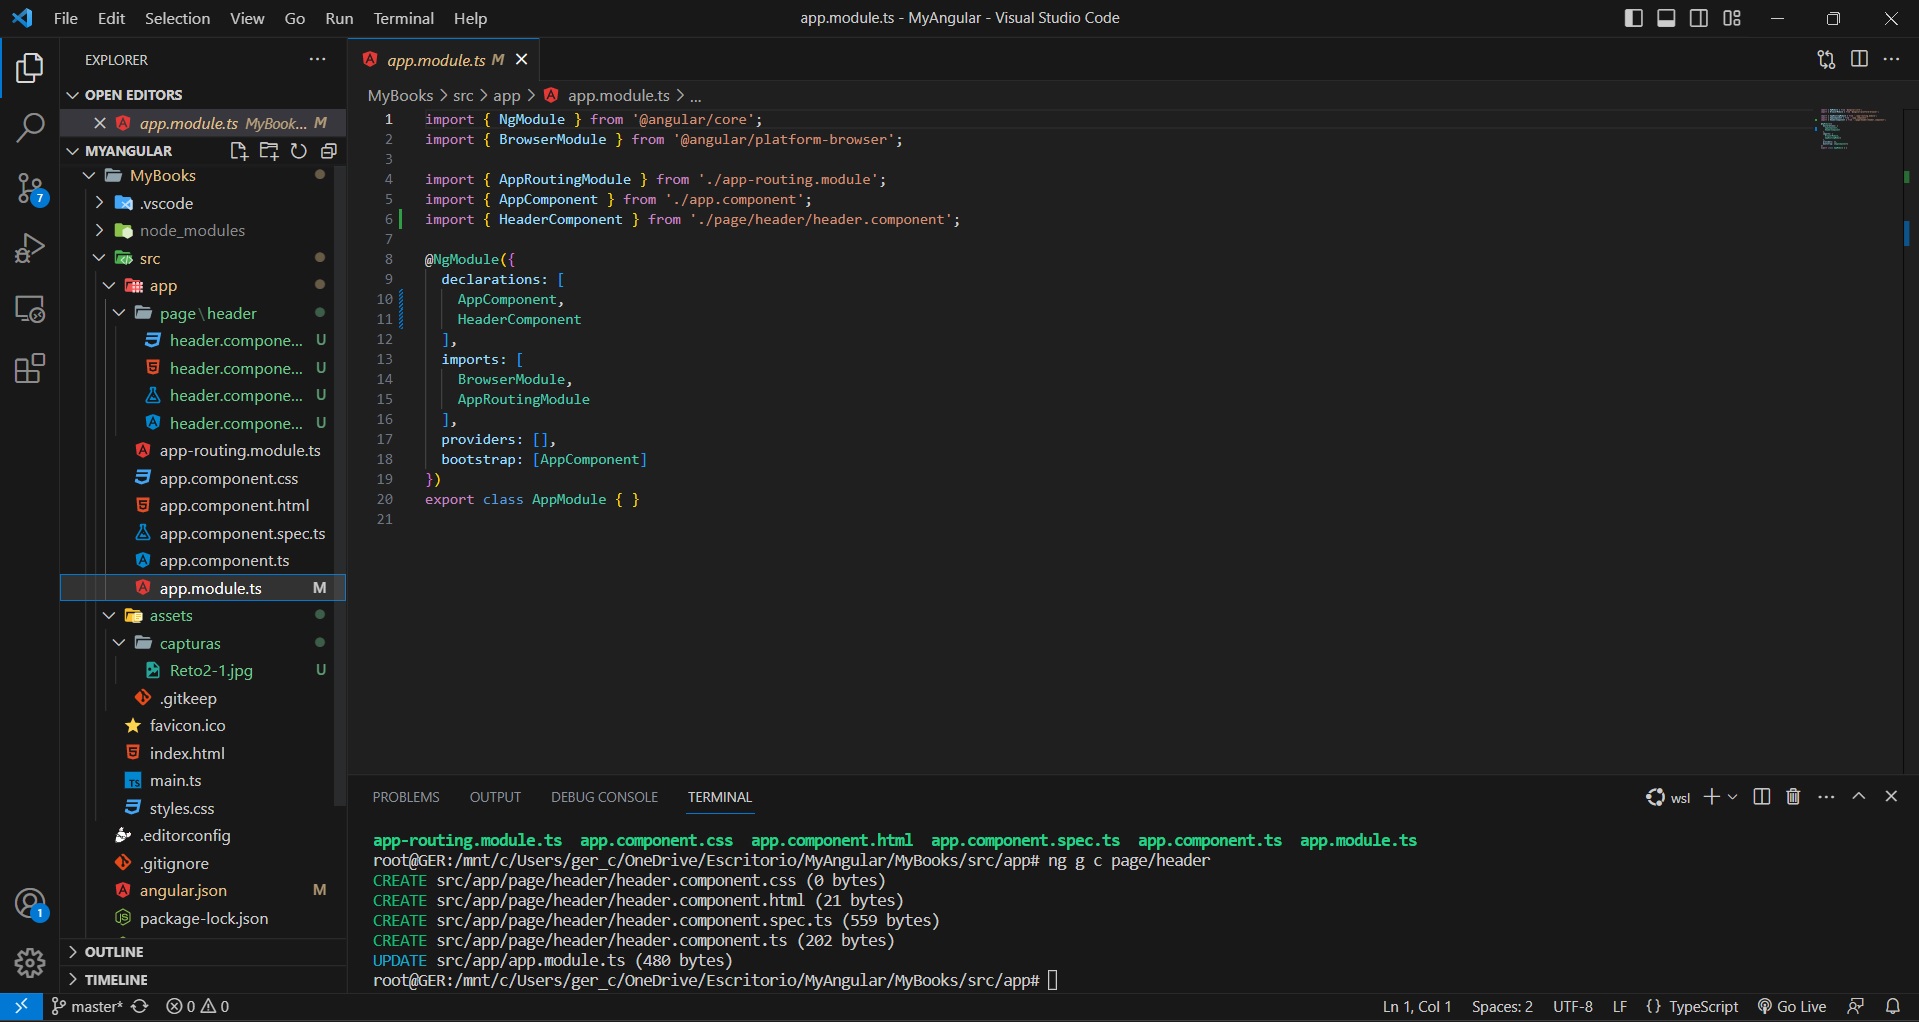 File Edit Selection View Go Run Terminal Help
app.module.ts - MyAngular - Visual Studio Code
EXPLORER
OPEN EDITORS
app.module.ts MyBook... M
MYANGULAR
MyBooks
.vscode
node_modules
src
app
page\header
header.compone... U
header.compone... U
header.compone... U
header.compone... U
app-routing.module.ts
app.component.css
app.component.html
app.component.spec.ts
app.component.ts
app.module.ts M
assets
capturas
Reto2-1.jpg U
.gitkeep
favicon.ico
index.html
main.ts
styles.css
.editorconfig
.gitignore
angular.json M
package-lock.json
OUTLINE
TIMELINE
7
1
app.module.ts M
MyBooks > src > app > app.module.ts > ...
1 import { NgModule } from '@angular/core';
2 import { BrowserModule } from '@angular/platform-browser';
3
4 import { AppRoutingModule } from './app-routing.module';
5 import { AppComponent } from './app.component';
6 import { HeaderComponent } from './page/header/header.component';
7
8 @NgModule({
9 declarations: [
10 AppComponent,
11 HeaderComponent
12 ],
13 imports: [
14 BrowserModule,
15 AppRoutingModule
16 ],
17 providers: [],
18 bootstrap: [AppComponent]
19 })
20 export class AppModule { }
21
PROBLEMS OUTPUT DEBUG CONSOLE TERMINAL
wsl
app-routing.module.ts app.component.css app.component.html app.component.spec.ts app.component.ts app.module.ts
root@GER:/mnt/c/Users/ger_c/OneDrive/Escritorio/MyAngular/MyBooks/src/app# ng g c page/header
CREATE src/app/page/header/header.component.css (0 bytes)
CREATE src/app/page/header/header.component.html (21 bytes)
CREATE src/app/page/header/header.component.spec.ts (559 bytes)
CREATE src/app/page/header/header.component.ts (202 bytes)
UPDATE src/app/app.module.ts (480 bytes)
root@GER:/mnt/c/Users/ger_c/OneDrive/Escritorio/MyAngular/MyBooks/src/app#
master* 0 0
Ln 1, Col 1 Spaces: 2 UTF-8 LF {} TypeScript Go Live